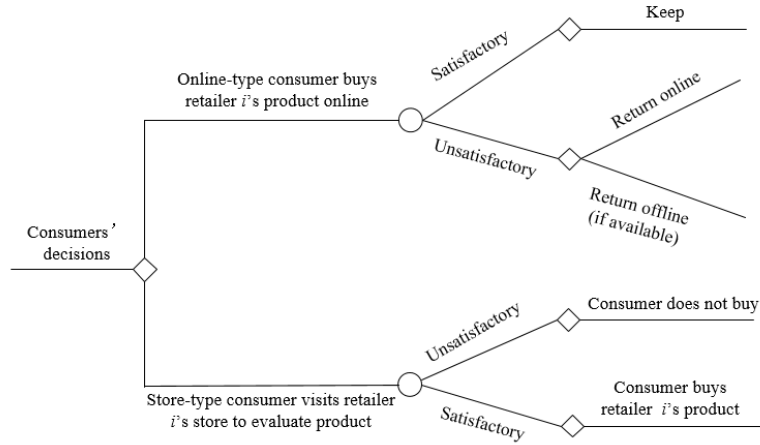 Keep
Satisfactory
Online-type consumer buys
retailer i's product online
Return online
Unsatisfactory
Return offline
(if available)
Consumers'
decisions
Consumer does not buy
Unsatisfactory
Store-type consumer visits retailer
i's store to evaluate product
Consumer buys
retailer i's product
Satisfactory